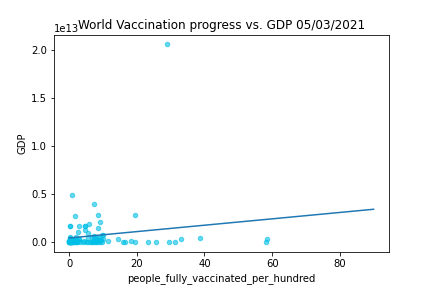 World Vaccination progress vs. GDP 05/03/2021
1e13
2.0
1.5
1.0
0.5
0.0
GDP
0
20
40
60
80
people_fully_vaccinated_per_hundred